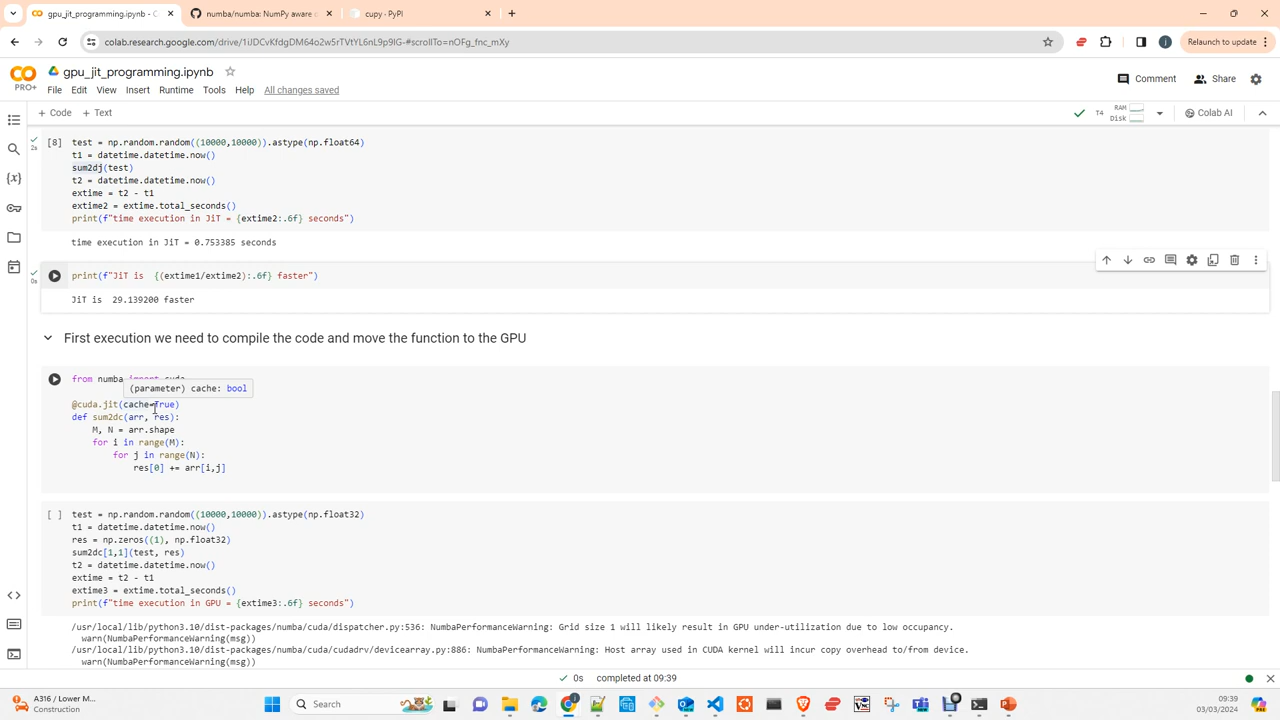 gpu_jit_programming.ipynb - C
numba/numba: NumPy aware d
cupy · PyPI
colab.research.google.com/drive/1iJDCvKfdgDM64o2w5rTVtYL6nL9p9lG-#scrollTo=nOFg_fnc_mXy
Relaunch to update
PRO+
gpu_jit_programming.ipynb
Comment
Share
File Edit View Insert Runtime Tools Help All changes saved
+ Code + Text
T4
RAM
Disk
Colab AI
[8]
2s
test = np.random.random((10000,10000)).astype(np.float64)
t1 = datetime.datetime.now()
sum2dj(test)
t2 = datetime.datetime.now()
extime = t2 - t1
extime2 = extime.total_seconds()
print(f"time execution in JiT = {extime2:.6f} seconds")
time execution in JiT = 0.753385 seconds
0s
print(f"JiT is  {(extime1/extime2):.6f} faster")
JiT is  29.139200 faster
First execution we need to compile the code and move the function to the GPU
from numba import cuda
(parameter) cache: bool
@cuda.jit(cache=True)
def sum2dc(arr, res):
M, N = arr.shape
for i in range(M):
for j in range(N):
res[0] += arr[i,j]
[ ]
test = np.random.random((10000,10000)).astype(np.float32)
t1 = datetime.datetime.now()
res = np.zeros((1), np.float32)
sum2dc[1,1](test, res)
t2 = datetime.datetime.now()
extime = t2 - t1
extime3 = extime.total_seconds()
print(f"time execution in GPU = {extime3:.6f} seconds")
/usr/local/lib/python3.10/dist-packages/numba/cuda/dispatcher.py:536: NumbaPerformanceWarning: Grid size 1 will likely result in GPU under-utilization due to low occupancy.
warn(NumbaPerformanceWarning(msg))
/usr/local/lib/python3.10/dist-packages/numba/cuda/cudadrv/devicearray.py:886: NumbaPerformanceWarning: Host array used in CUDA kernel will incur copy overhead to/from device.
warn(NumbaPerformanceWarning(msg))
0s completed at 09:39
A316 / Lower M...
Construction
Search
09:39
03/03/2024